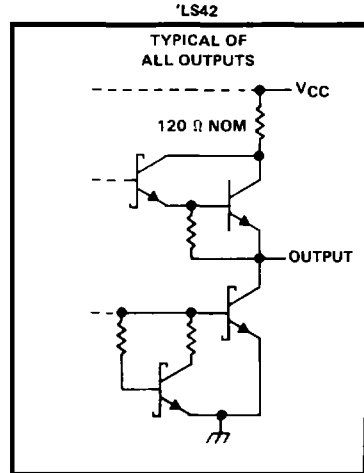 'LS42
TYPICAL OF
ALL OUTPUTS
VCC
120 Ω NOM
OUTPUT